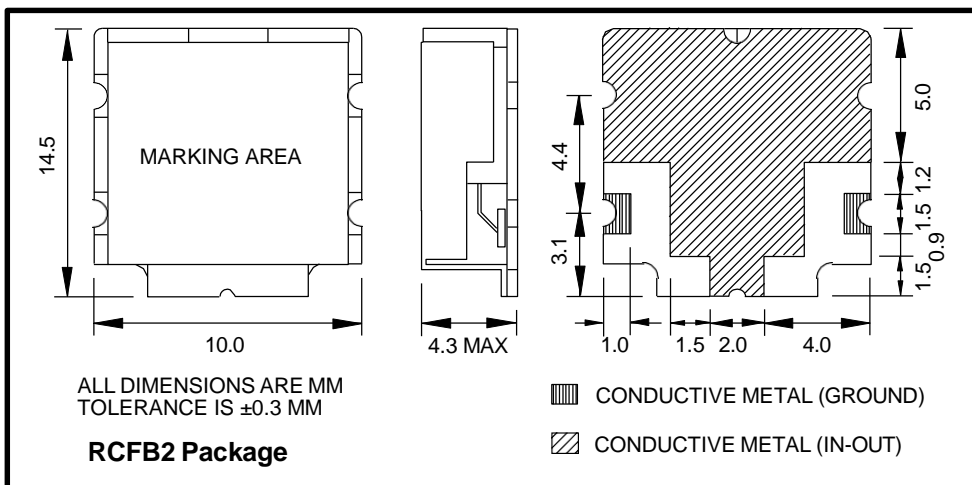 14.5
MARKING AREA
10.0
4.3 MAX
4.4
3.1
5.0
1.2
1.5
0.9
1.5
1.0
1.5
2.0
4.0
ALL DIMENSIONS ARE MM
TOLERANCE IS ±0.3 MM
RCFB2 Package
CONDUCTIVE METAL (GROUND)
CONDUCTIVE METAL (IN-OUT)